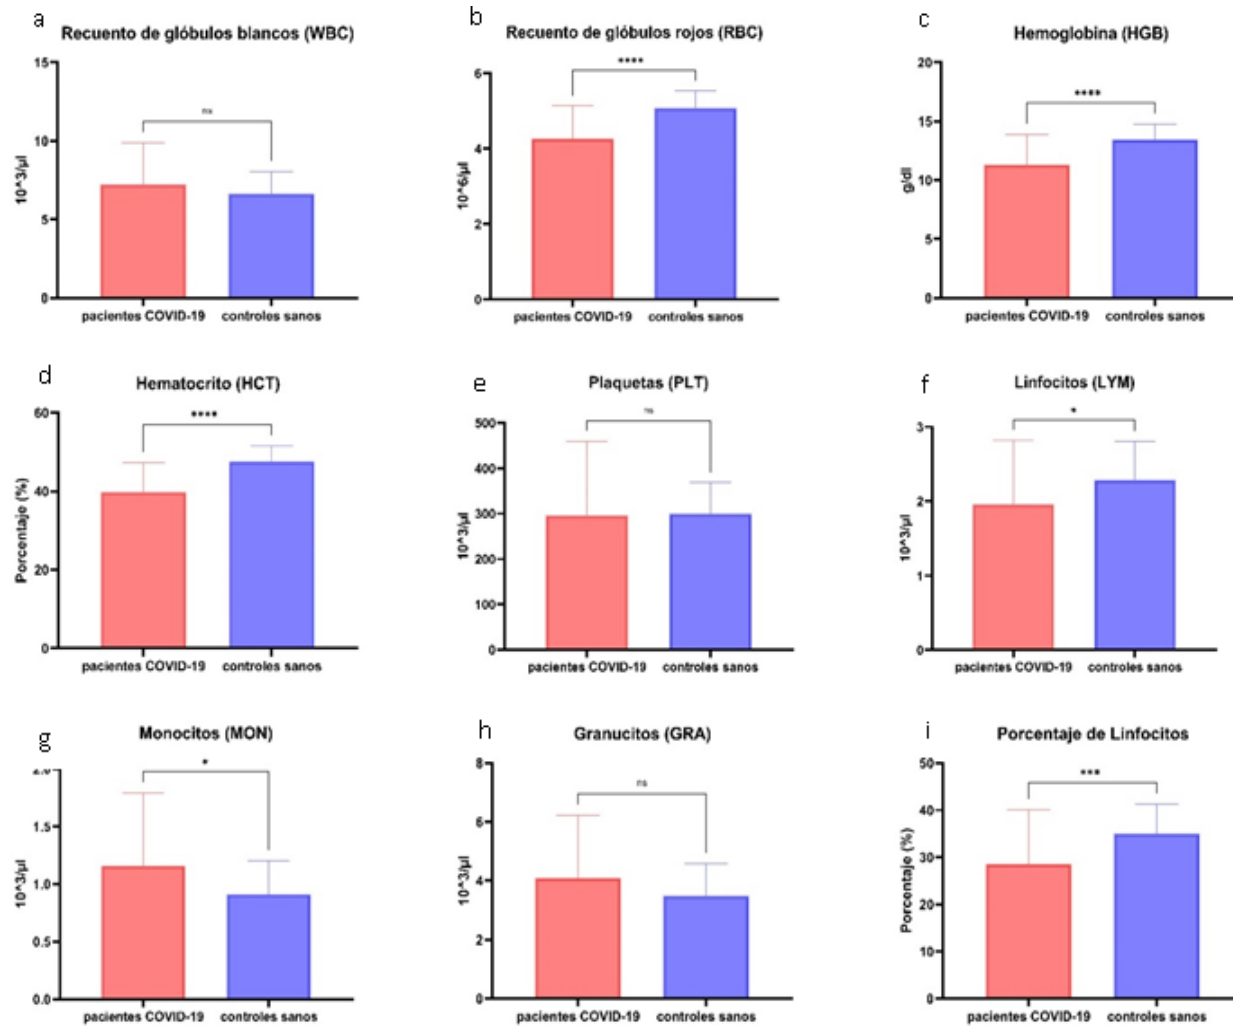 a
Recuento de glóbulos blancos (WBC)
15
10
5
0
10^3/µl
ns
pacientes COVID-19
controles sanos
b
Recuento de glóbulos rojos (RBC)
6
4
2
0
10^6/µl
****
pacientes COVID-19
controles sanos
c
Hemoglobina (HGB)
20
15
10
5
0
g/dl
****
pacientes COVID-19
controles sanos
d
Hematocrito (HCT)
60
40
20
0
Porcentaje (%)
****
pacientes COVID-19
controles sanos
e
Plaquetas (PLT)
500
400
300
200
100
0
10^3/µl
ns
pacientes COVID-19
controles sanos
f
Linfocitos (LYM)
3
2
1
0
10^3/µl
*
pacientes COVID-19
controles sanos
g
Monocitos (MON)
2.0
1.5
1.0
0.5
0.0
10^3/µl
*
pacientes COVID-19
controles sanos
h
Granucitos (GRA)
8
6
4
2
0
10^3/µl
ns
pacientes COVID-19
controles sanos
i
Porcentaje de Linfocitos
50
40
30
20
10
0
Porcentaje (%)
***
pacientes COVID-19
controles sanos